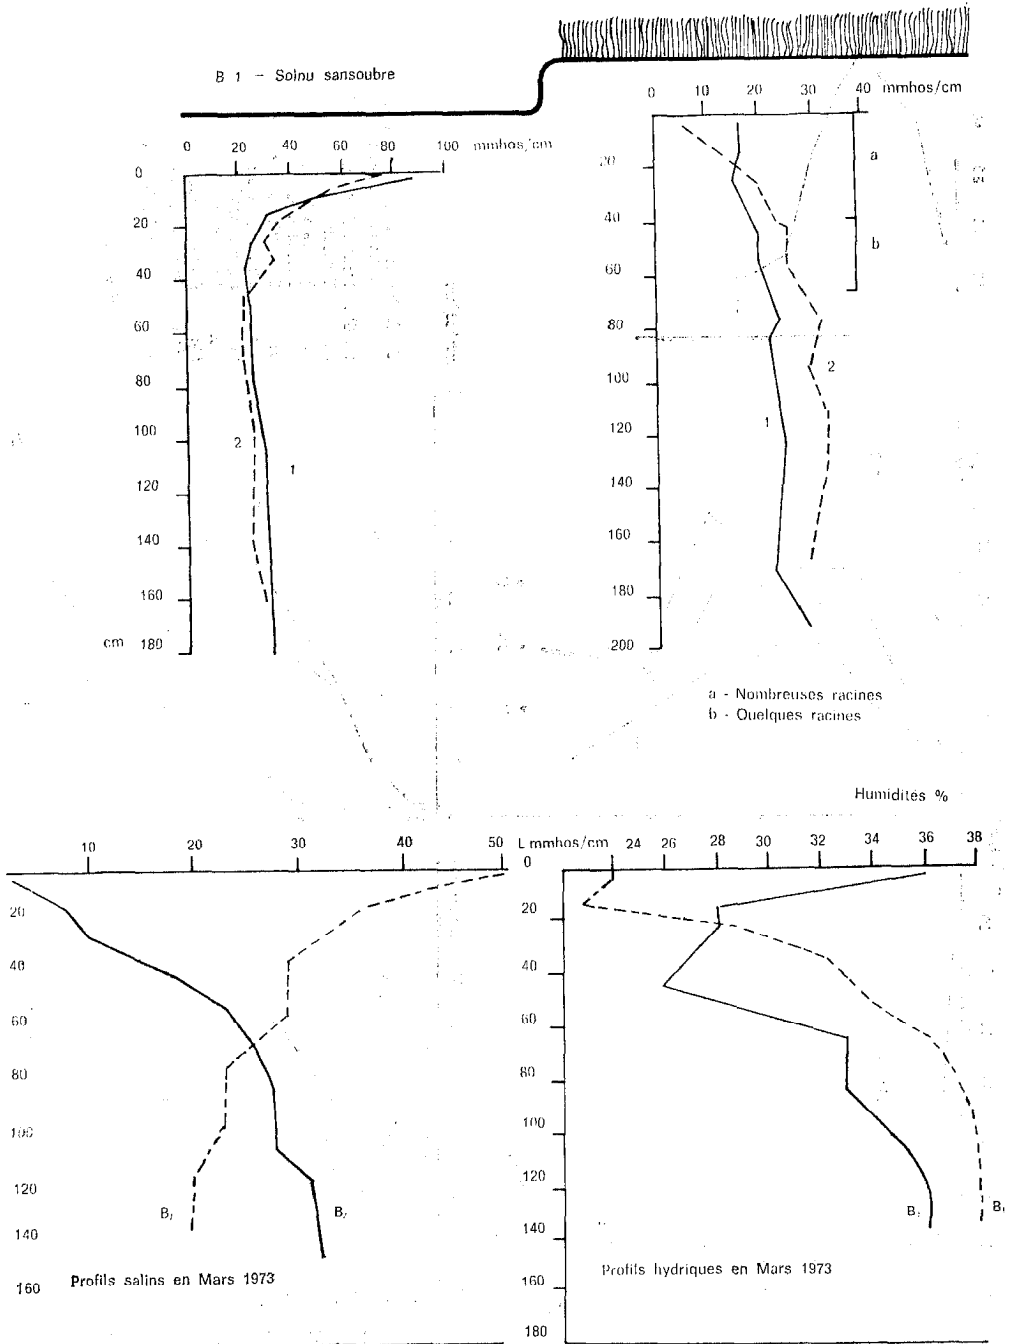 B 1 – Solnu sansoubre
0 20 40 60 80 100 mmhos/cm
0
20
40
60
80
100
120
140
160
cm 180
2
1
0 10 20 30 40 mmhos/cm
20
40
60
80
100
120
140
160
180
200
a
b
2
1
a - Nombreuses racines
b - Quelques racines
10 20 30 40 50 L mmhos/cm
20
40
60
80
100
120
140
160
B₁
B₂
Profils salins en Mars 1973
Humidités %
24 26 28 30 32 34 36 38
0
20
40
60
80
100
120
140
160
180
B₁
Profils hydriques en Mars 1973